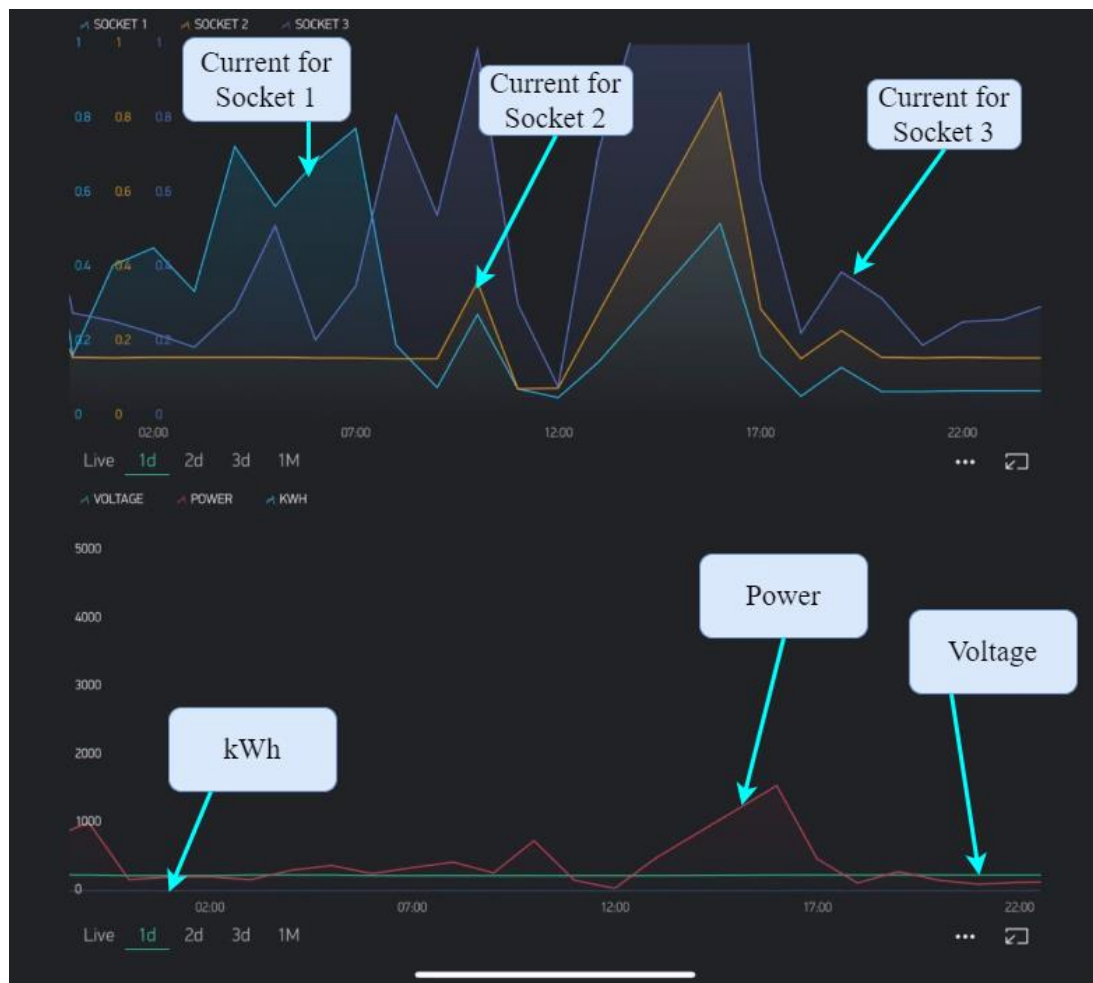 SOCKET 1 SOCKET 2 SOCKET 3
1 1 1
Current for
Socket 1
Current for
Socket 2
Current for
Socket 3
0.8 0.8 0.8
0.6 0.6 0.6
0.4 0.4 0.4
0.2 0.2 0.2
0 0 0
02:00 07:00 12:00 17:00 22:00
Live 1d 2d 3d 1M
VOLTAGE POWER KWH
5000
4000
3000
2000
1000
0
Power
Voltage
kWh
02:00 07:00 12:00 17:00 22:00
Live 1d 2d 3d 1M